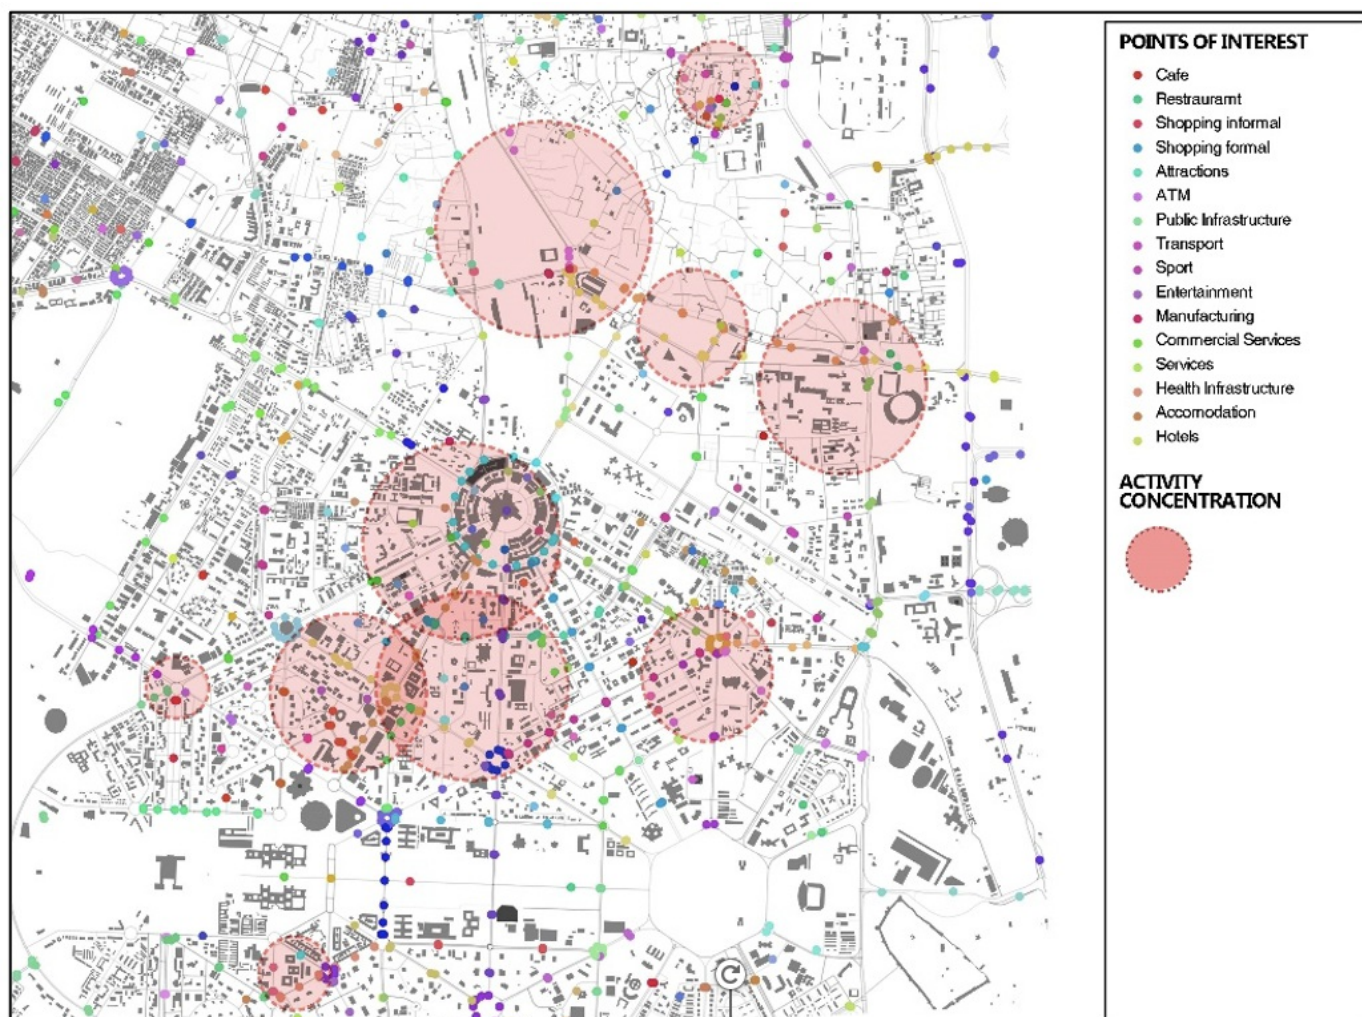 POINTS OF INTEREST
Cafe
Restrauramt
Shopping informal
Shopping formal
Attractions
ATM
Public Infrastructure
Transport
Sport
Entertainment
Manufacturing
Commercial Services
Services
Health Infrastructure
Accomodation
Hotels
ACTIVITY
CONCENTRATION